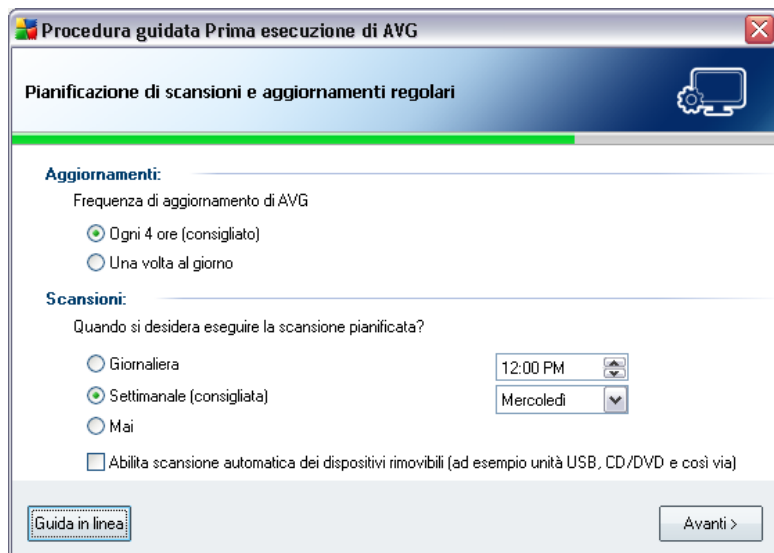 Procedura guidata Prima esecuzione di AVG
Pianificazione di scansioni e aggiornamenti regolari
Aggiornamenti:
Frequenza di aggiornamento di AVG
Ogni 4 ore (consigliato)
Una volta al giorno
Scansioni:
Quando si desidera eseguire la scansione pianificata?
Giornaliera
12:00 PM
Settimanale (consigliata)
Mercoledì
Mai
Abilita scansione automatica dei dispositivi rimovibili (ad esempio unità USB, CD/DVD e così via)
Guida in linea
Avanti >